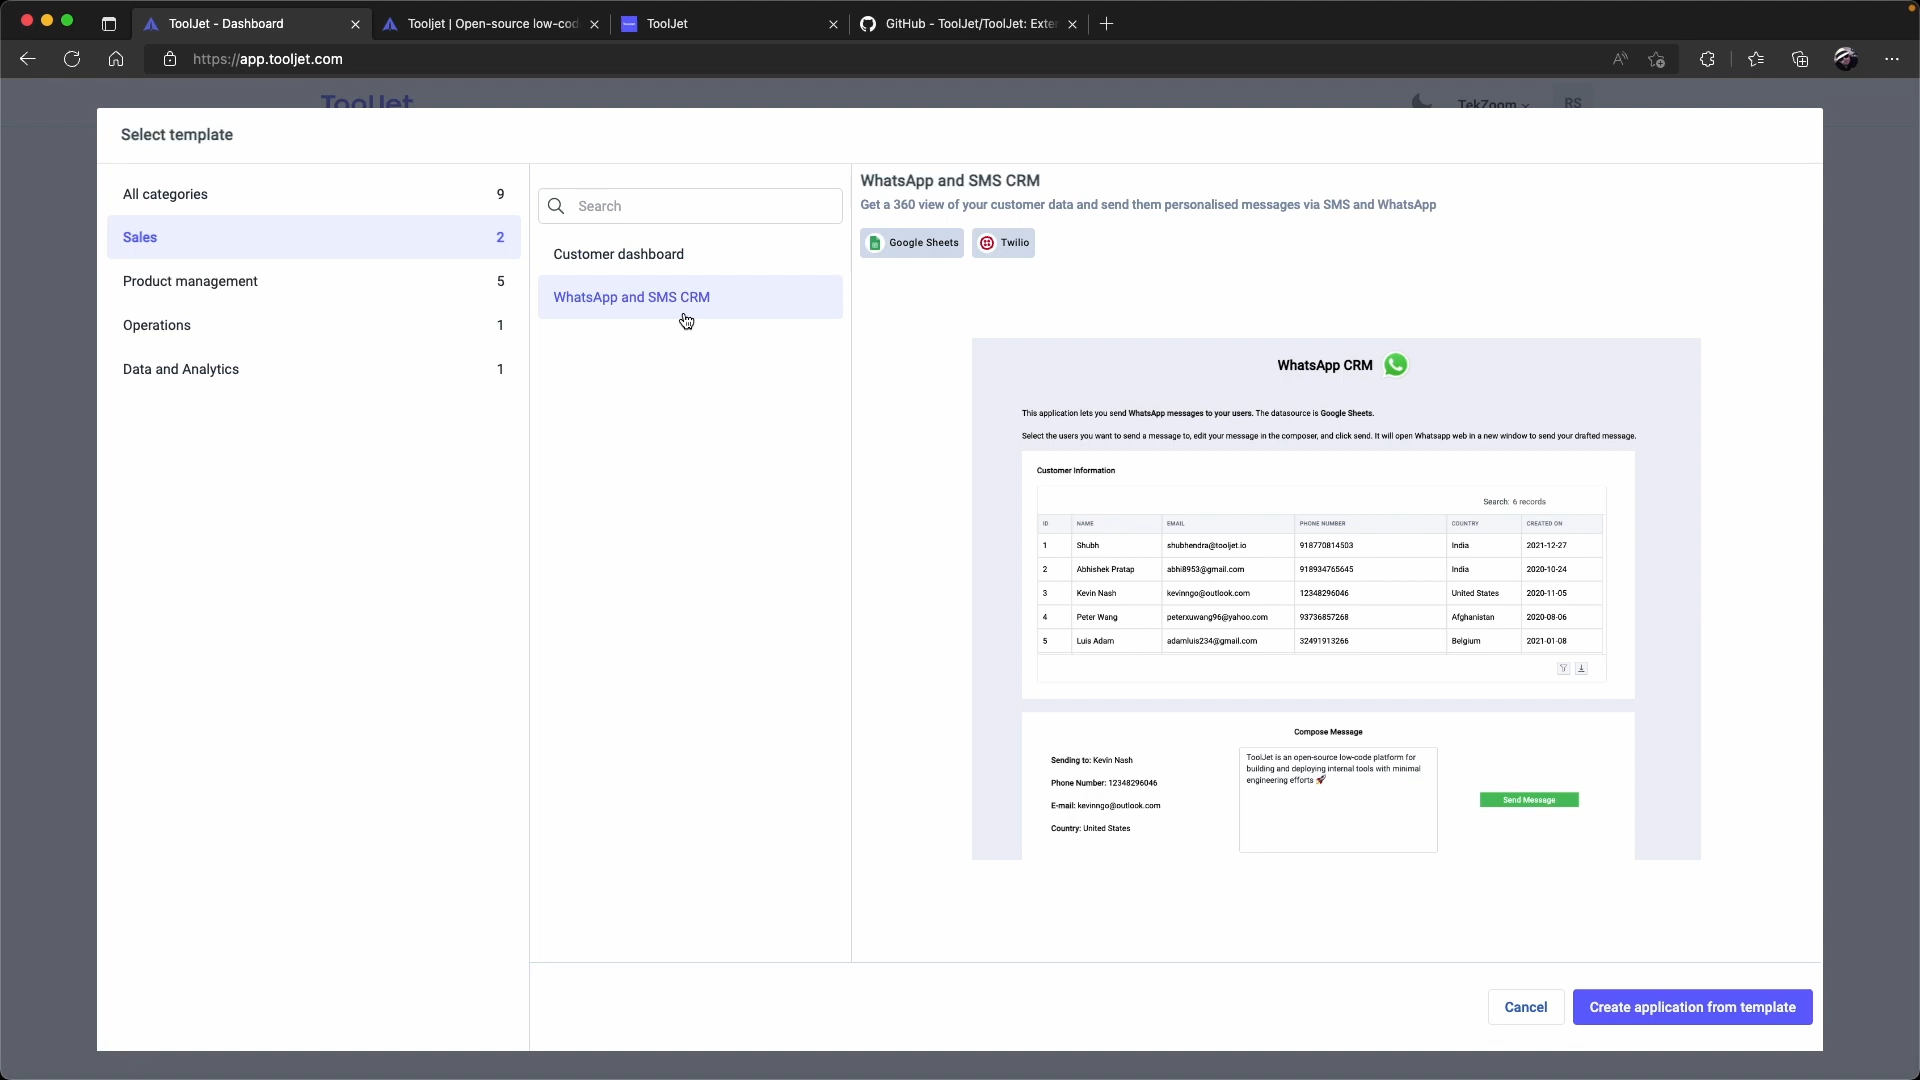 ToolJet - Dashboard
Tooljet | Open-source low-cod
ToolJet
GitHub - ToolJet/ToolJet: Exter
https://app.tooljet.com
ToolJet
TekZoom
RS
Select template
All categories 9
Sales 2
Product management 5
Operations 1
Data and Analytics 1
Search
Customer dashboard
WhatsApp and SMS CRM
WhatsApp and SMS CRM
Get a 360 view of your customer data and send them personalised messages via SMS and WhatsApp
Google Sheets
Twilio
WhatsApp CRM
This application lets you send WhatsApp messages to your users. The datasource is Google Sheets.
Select the users you want to send a message to, edit your message in the composer, and click send. It will open Whatsapp web in a new window to send your drafted message.
Customer Information
Search: 6 records
ID NAME EMAIL PHONE NUMBER COUNTRY CREATED ON
1 Shubh shubhendra@tooljet.io 918770814503 India 2021-12-27
2 Abhishek Pratap abhi8953@gmail.com 918934765645 India 2020-10-24
3 Kevin Nash kevinngo@outlook.com 12348296046 United States 2020-11-05
4 Peter Wang peterxuwang96@yahoo.com 93736857268 Afghanistan 2020-08-06
5 Luis Adam adamluis234@gmail.com 32491913266 Belgium 2021-01-08
Compose Message
Sending to: Kevin Nash
Phone Number: 12348296046
E-mail: kevinngo@outlook.com
Country: United States
ToolJet is an open-source low-code platform for
building and deploying internal tools with minimal
engineering efforts 🚀
Send Message
Cancel
Create application from template